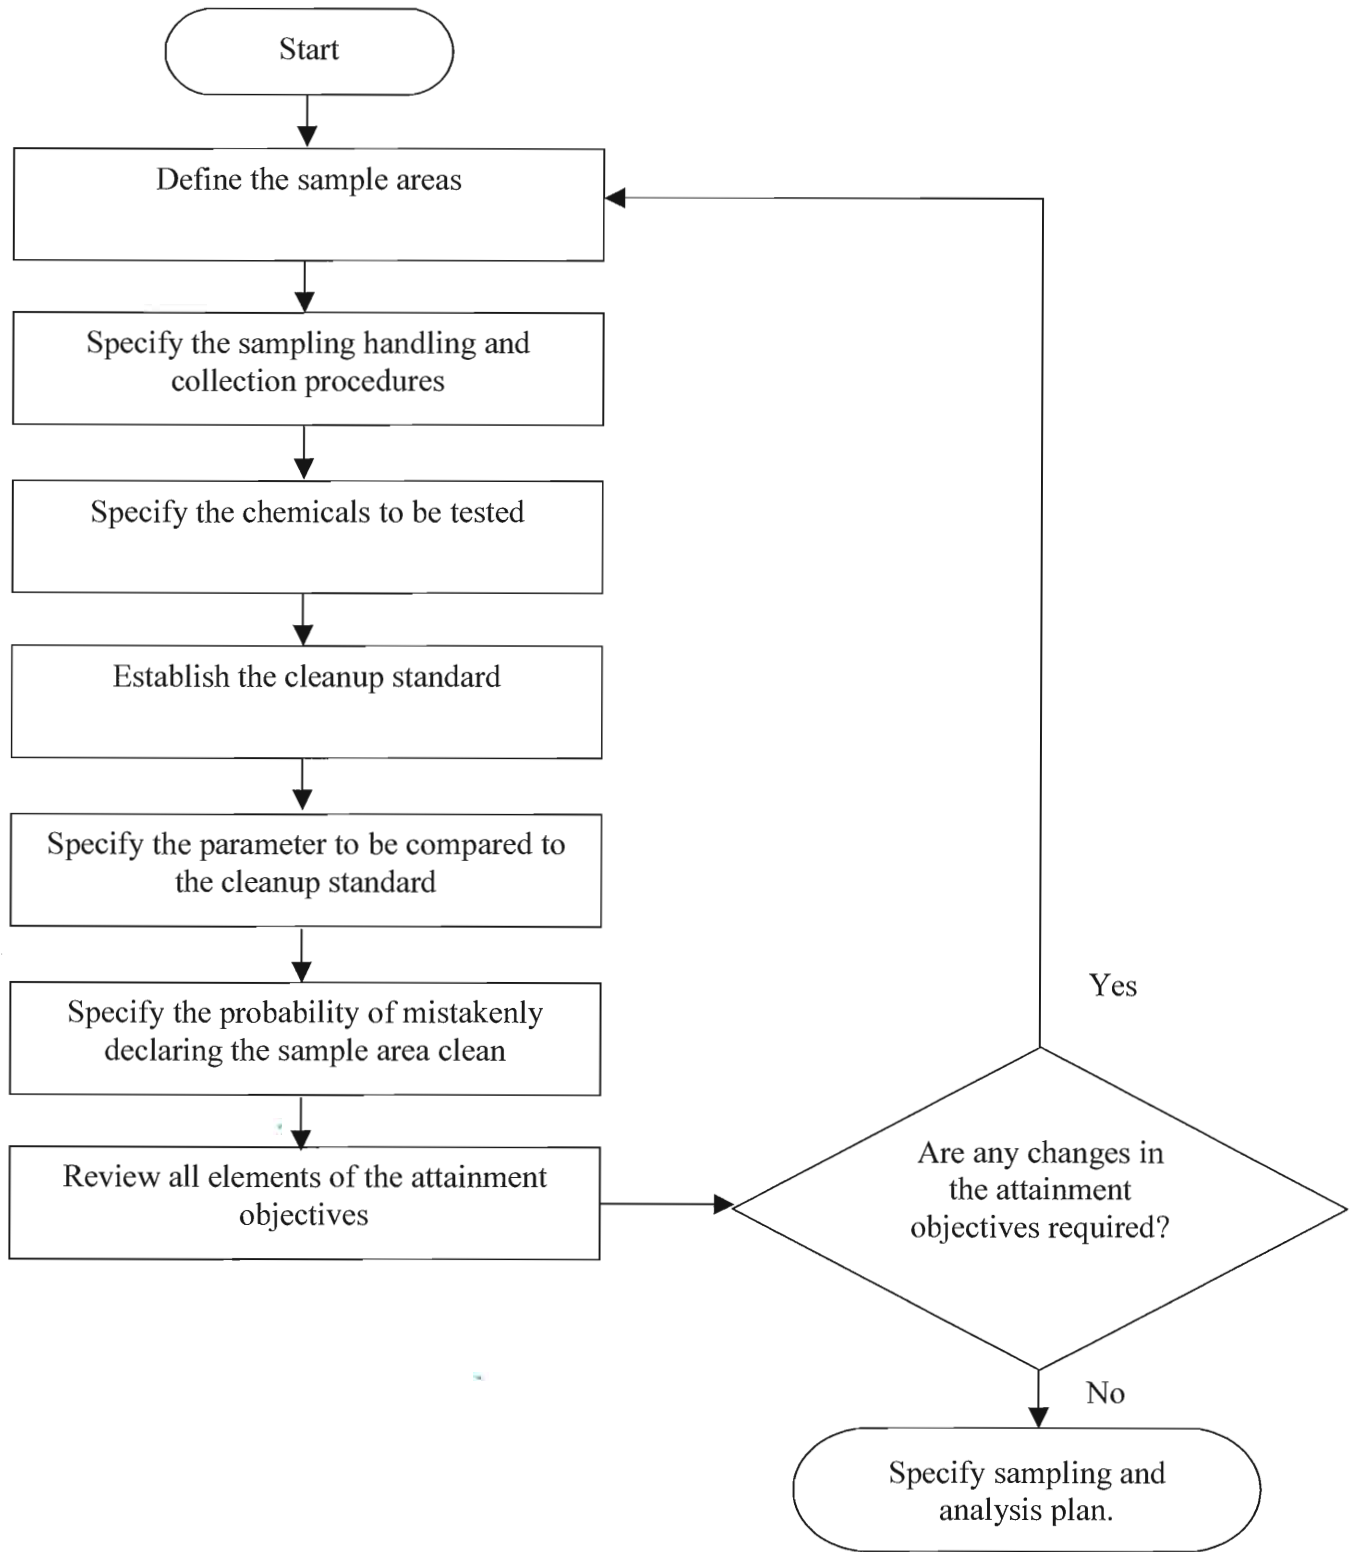 Start
Define the sample areas
Specify the sampling handling and
collection procedures
Specify the chemicals to be tested
Establish the cleanup standard
Specify the parameter to be compared to
the cleanup standard
Specify the probability of mistakenly
declaring the sample area clean
Review all elements of the attainment
objectives
Yes
Are any changes in
the attainment
objectives required?
No
Specify sampling and
analysis plan.